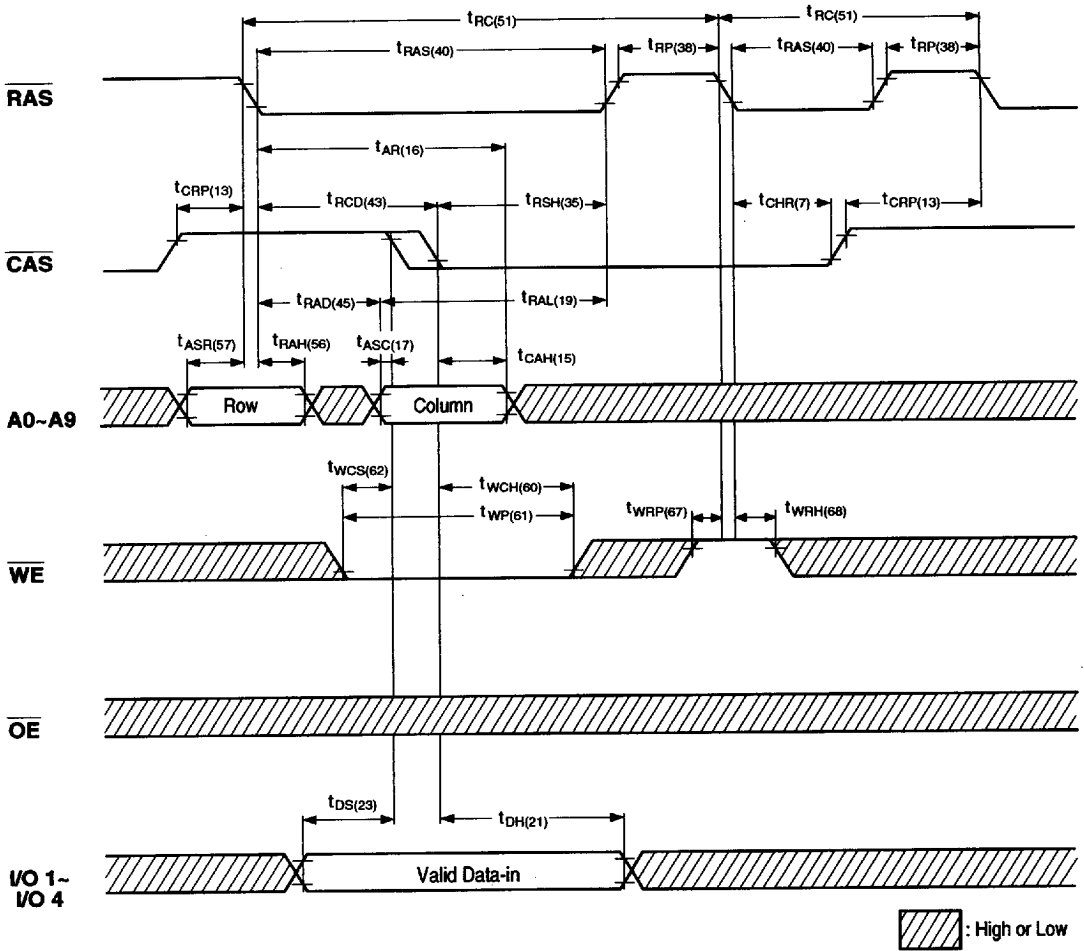 tRC(51) tRC(51)
tRAS(40) tRP(38) tRAS(40) tRP(38)
RAS
tAR(16)
tCRP(13) tRCD(43) tRSH(35) tCHR(7) tCRP(13)
CAS
tRAD(45) tRAL(19)
tASR(57) tRAH(56) tASC(17) tCAH(15)
A0~A9 Row Column
tWCS(62) tWCH(60)
tWP(61) tWRP(67) tWRH(68)
WE
OE
tDS(23) tDH(21)
I/O 1~ Valid Data-in
I/O 4
: High or Low